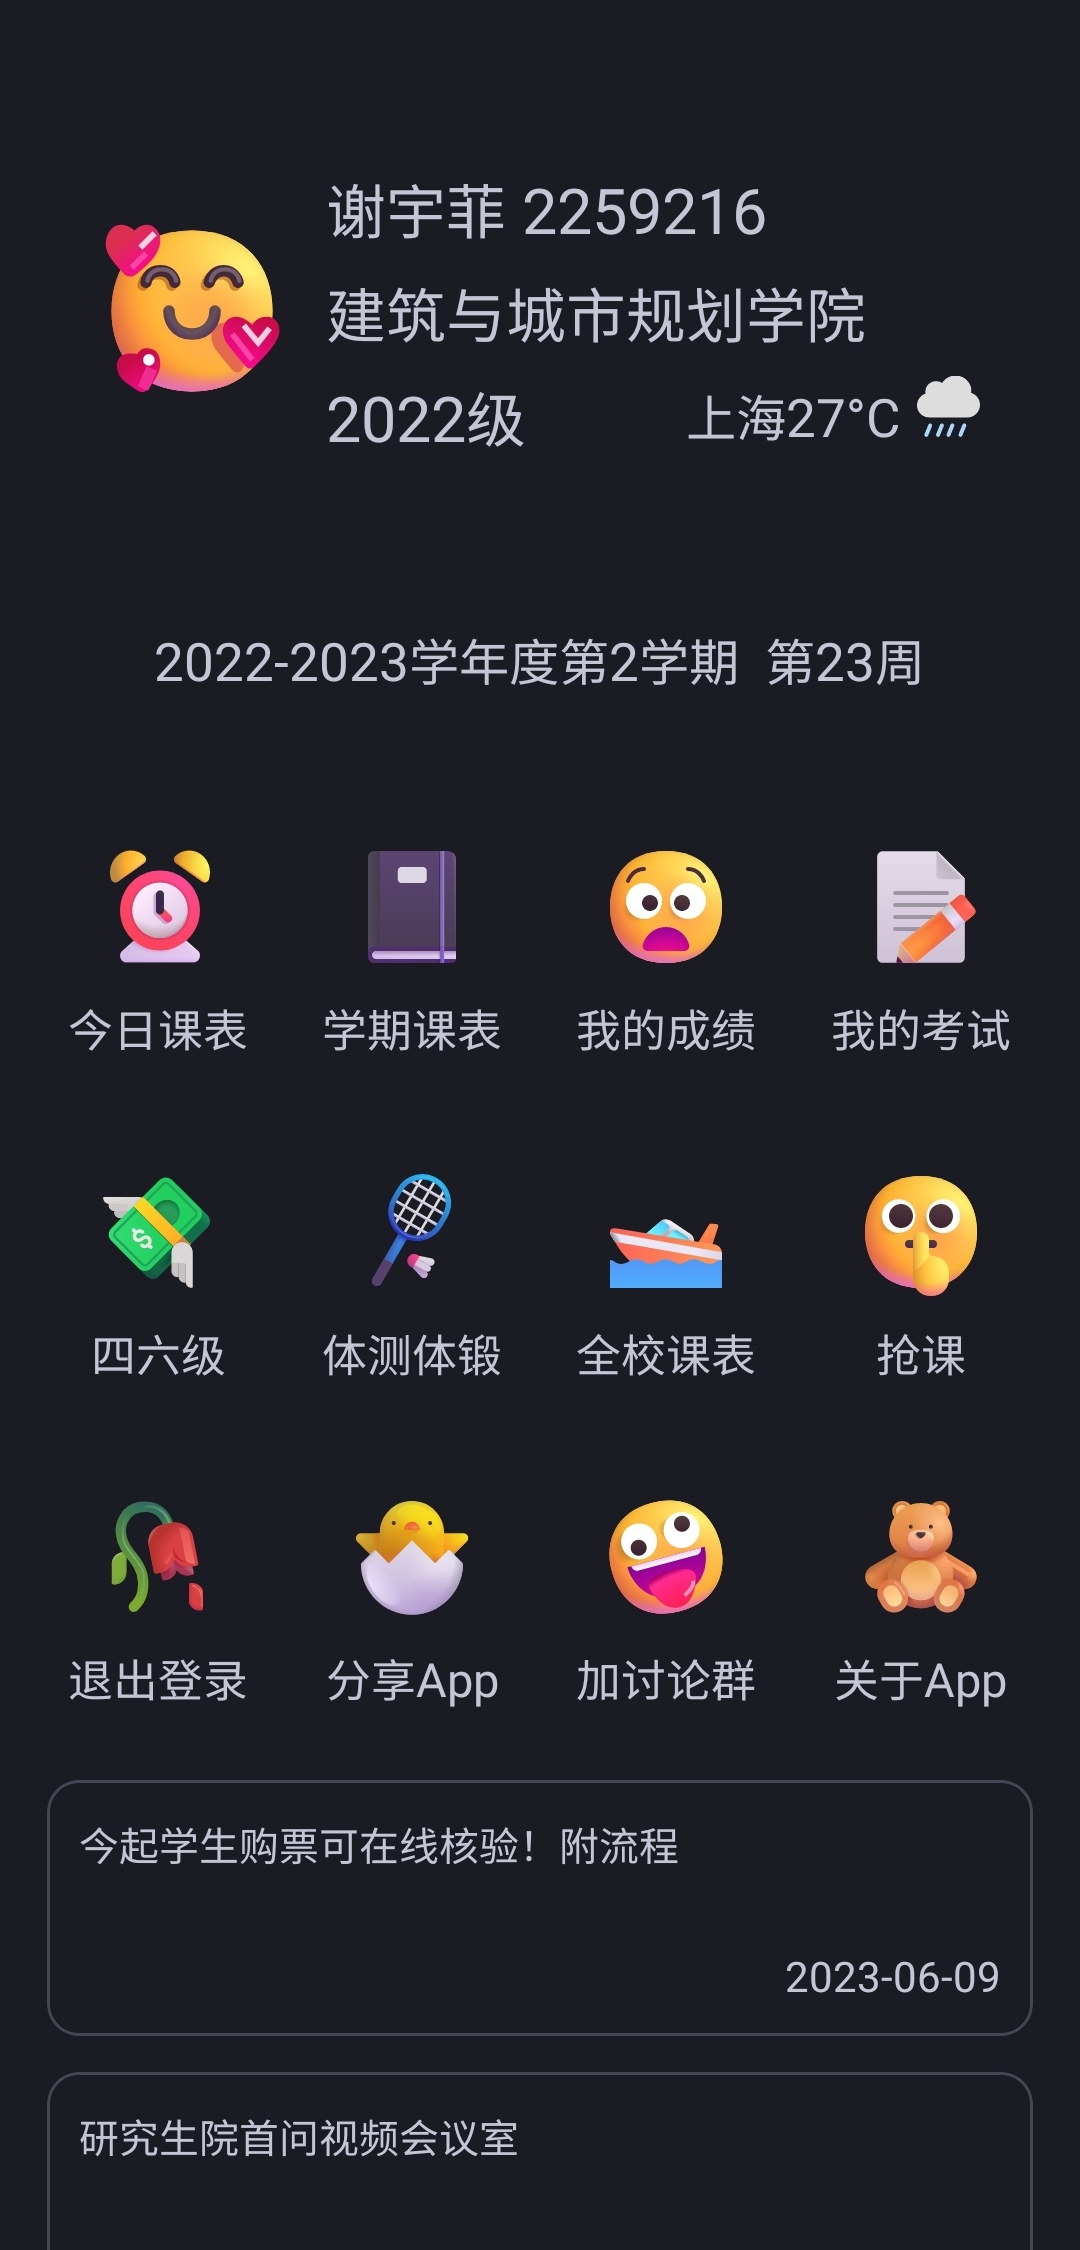 谢宇菲 2259216
建筑与城市规划学院
2022级 上海27°C
2022-2023学年度第2学期 第23周
今日课表 学期课表 我的成绩 我的考试
四六级 体测体锻 全校课表 抢课
退出登录 分享App 加讨论群 关于App
今起学生购票可在线核验！附流程
2023-06-09
研究生院首问视频会议室